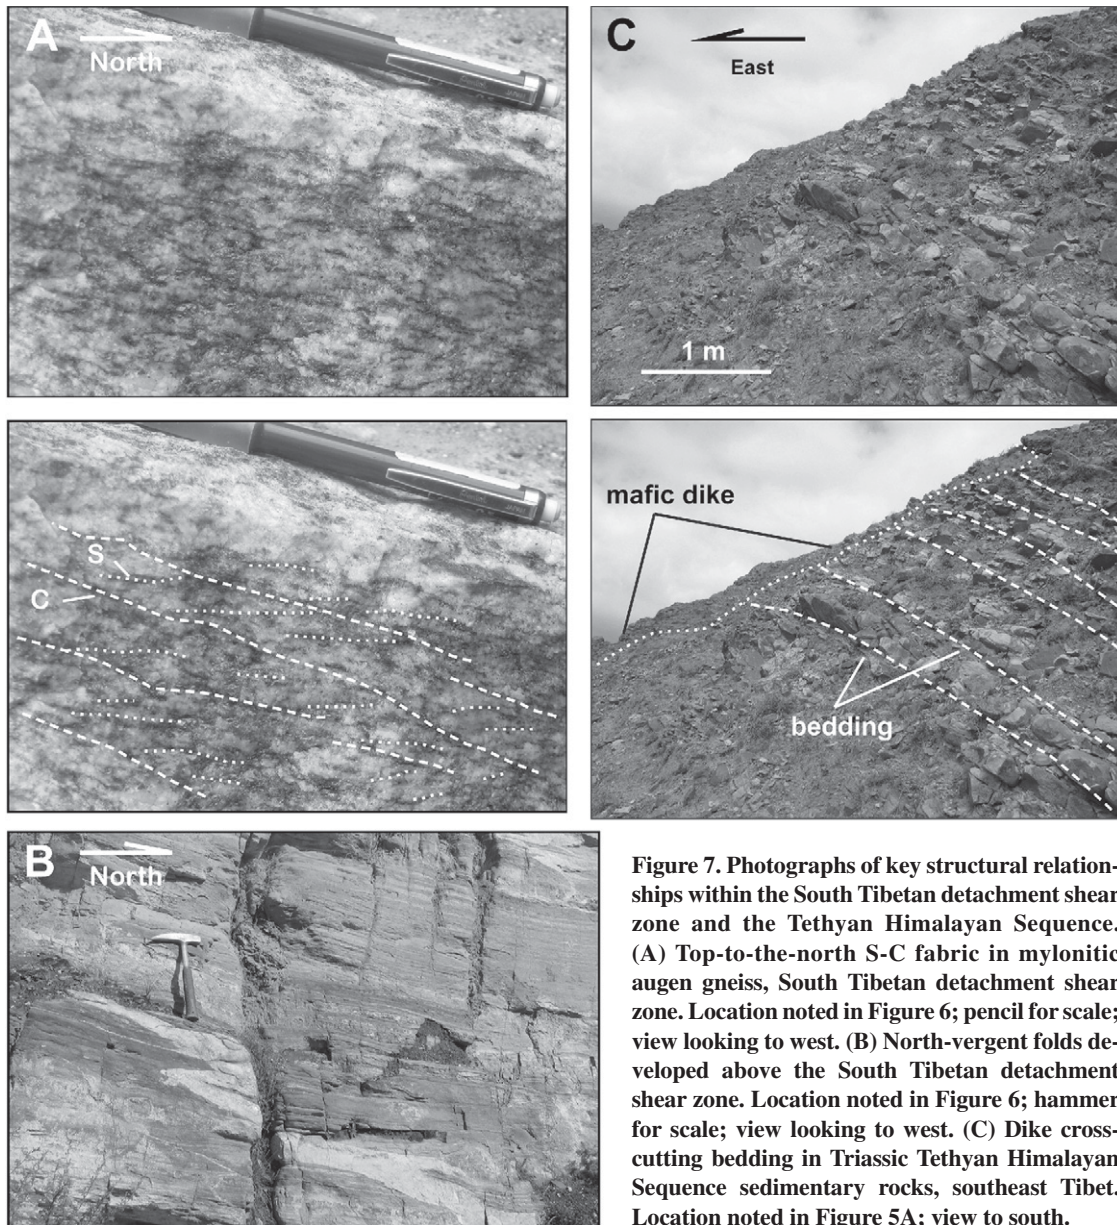 A
North
C
East
1 m
S
C
mafic dike
bedding
B
North
Figure 7. Photographs of key structural relation-
ships within the South Tibetan detachment shear
zone and the Tethyan Himalayan Sequence.
(A) Top-to-the-north S-C fabric in mylonitic
augen gneiss, South Tibetan detachment shear
zone. Location noted in Figure 6; pencil for scale;
view looking to west. (B) North-vergent folds de-
veloped above the South Tibetan detachment
shear zone. Location noted in Figure 6; hammer
for scale; view looking to west. (C) Dike cross-
cutting bedding in Triassic Tethyan Himalayan
Sequence sedimentary rocks, southeast Tibet.
Location noted in Figure 5A; view to south.